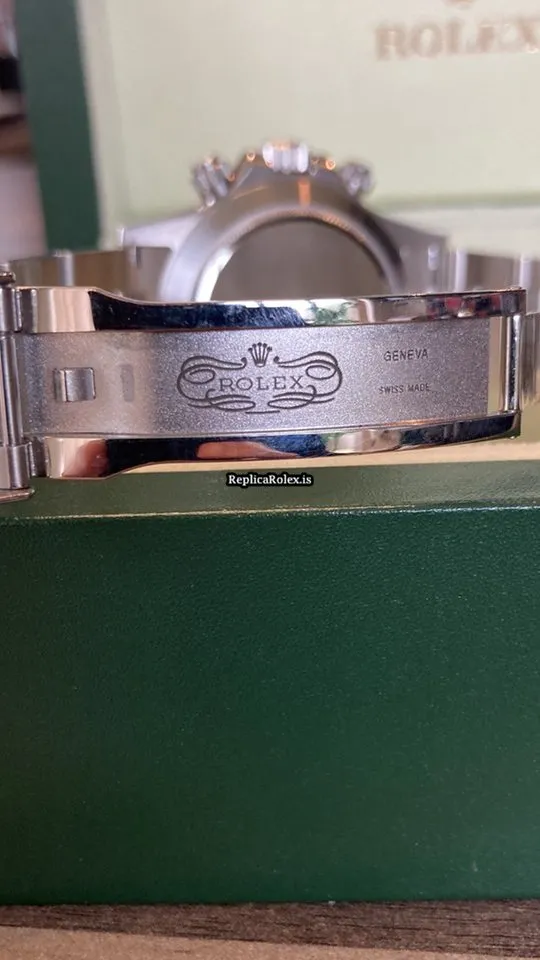 ROLEX
ROLEX
GENEVA
SWISS MADE
ReplicaRolex.is